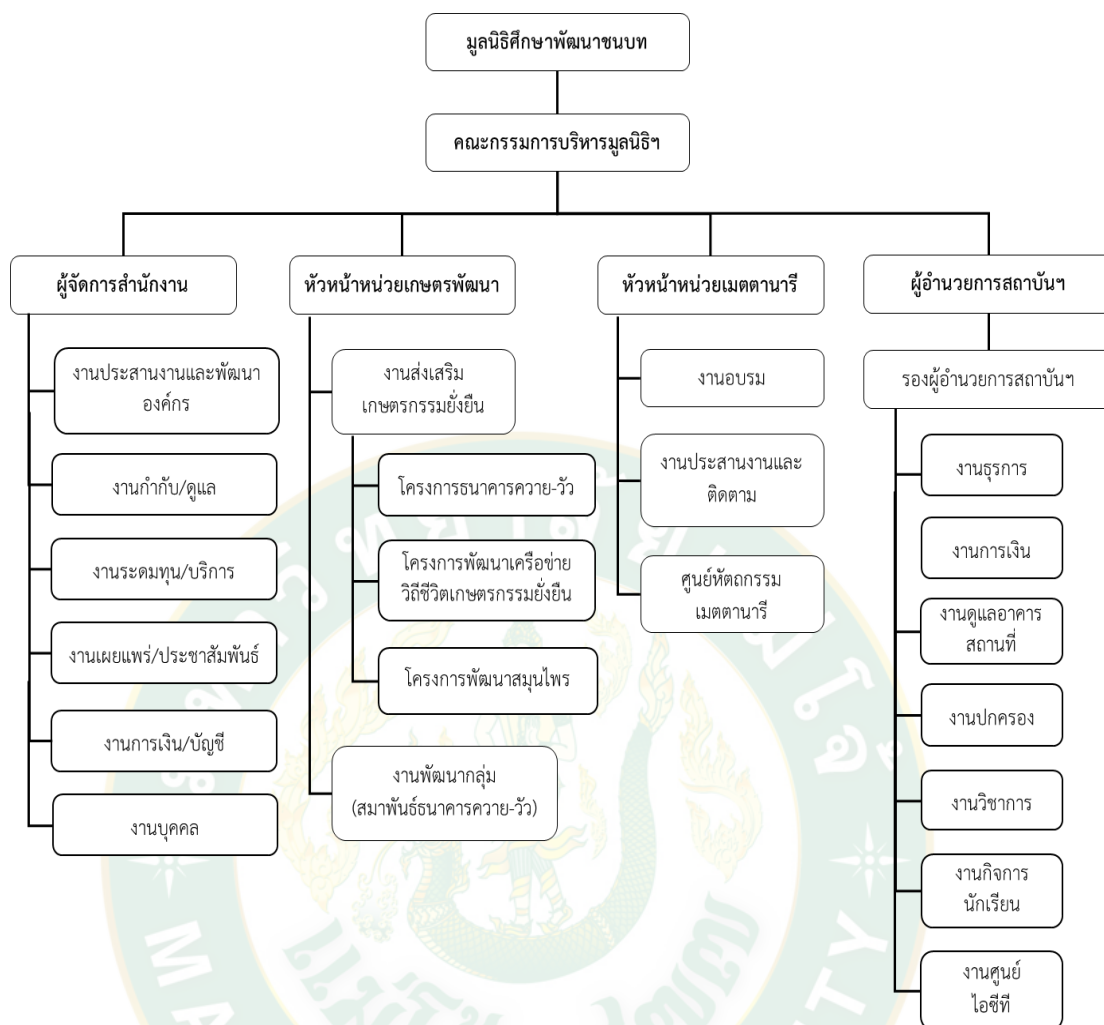 มูลนิธิศึกษาพัฒนาชนบท
คณะกรรมการบริหารมูลนิธิฯ
ผู้จัดการสำนักงาน
งานประสานงานและพัฒนา
องค์กร
งานกำกับ/ดูแล
งานระดมทุน/บริการ
งานเผยแพร่/ประชาสัมพันธ์
งานการเงิน/บัญชี
งานบุคคล
หัวหน้าหน่วยเกษตรพัฒนา
งานส่งเสริม
เกษตรกรรมยั่งยืน
โครงการธนาคารควาย-วัว
โครงการพัฒนาเครือข่าย
วิถีชีวิตเกษตรกรรมยั่งยืน
โครงการพัฒนาสมุนไพร
งานพัฒนากลุ่ม
(สมาพันธ์ธนาคารควาย-วัว)
หัวหน้าหน่วยเมตตานารี
งานอบรม
งานประสานงานและ
ติดตาม
ศูนย์หัตถกรรม
เมตตานารี
ผู้อำนวยการสถาบันฯ
รองผู้อำนวยการสถาบันฯ
งานธุรการ
งานการเงิน
งานดูแลอาคาร
สถานที่
งานปกครอง
งานวิชาการ
งานกิจการ
นักเรียน
งานศูนย์
ไอซีที